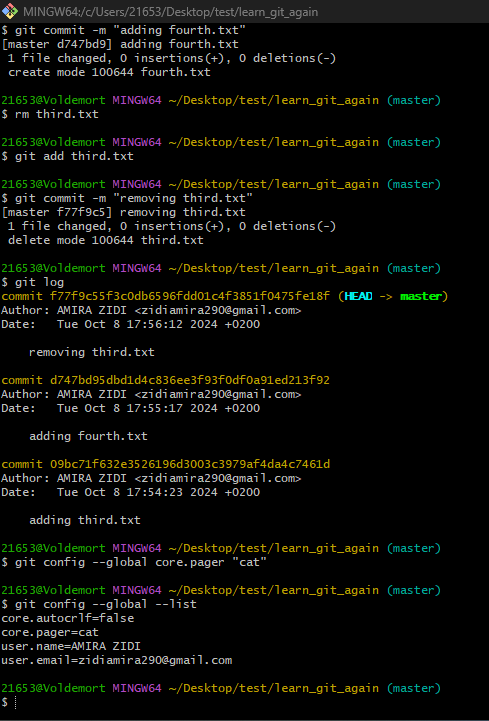 MINGW64:/c/Users/21653/Desktop/test/learn_git_again
$ git commit -m "adding fourth.txt"
[master d747bd9] adding fourth.txt
 1 file changed, 0 insertions(+), 0 deletions(-)
 create mode 100644 fourth.txt

21653@Voldemort MINGW64 ~/Desktop/test/learn_git_again (master)
$ rm third.txt

21653@Voldemort MINGW64 ~/Desktop/test/learn_git_again (master)
$ git add third.txt

21653@Voldemort MINGW64 ~/Desktop/test/learn_git_again (master)
$ git commit -m "removing third.txt"
[master f77f9c5] removing third.txt
 1 file changed, 0 insertions(+), 0 deletions(-)
 delete mode 100644 third.txt

21653@Voldemort MINGW64 ~/Desktop/test/learn_git_again (master)
$ git log
commit f77f9c55f3c0db6596fdd01c4f3851f0475fe18f (HEAD -> master)
Author: AMIRA ZIDI <zidiamira290@gmail.com>
Date:   Tue Oct 8 17:56:12 2024 +0200

    removing third.txt

commit d747bd95dbd1d4c836ee3f93f0df0a91ed213f92
Author: AMIRA ZIDI <zidiamira290@gmail.com>
Date:   Tue Oct 8 17:55:17 2024 +0200

    adding fourth.txt

commit 09bc71f632e3526196d3003c3979af4da4c7461d
Author: AMIRA ZIDI <zidiamira290@gmail.com>
Date:   Tue Oct 8 17:54:23 2024 +0200

    adding third.txt

21653@Voldemort MINGW64 ~/Desktop/test/learn_git_again (master)
$ git config --global core.pager "cat"

21653@Voldemort MINGW64 ~/Desktop/test/learn_git_again (master)
$ git config --global --list
core.autocrlf=false
core.pager=cat
user.name=AMIRA ZIDI
user.email=zidiamira290@gmail.com

21653@Voldemort MINGW64 ~/Desktop/test/learn_git_again (master)
$